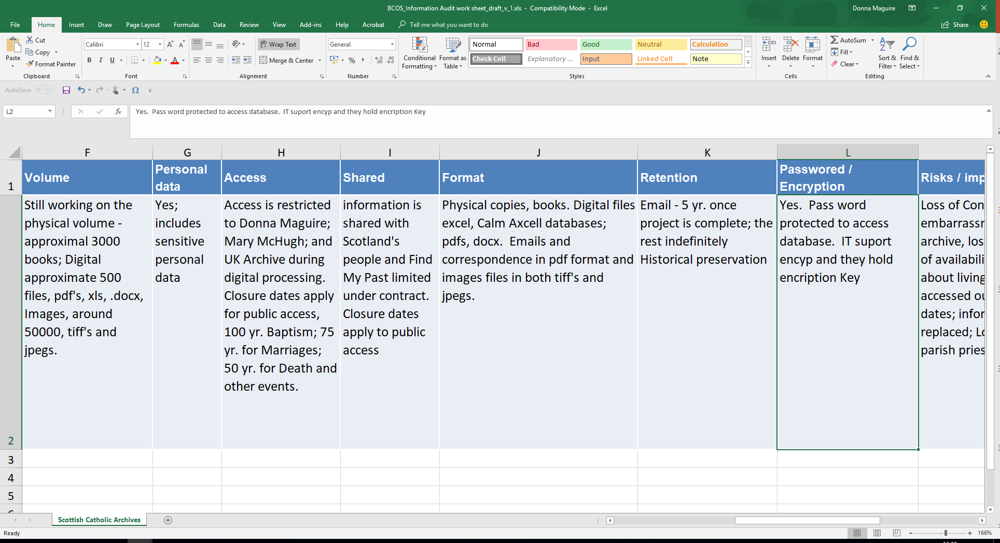 BCOS_Information Audit work sheet_draft_v_1.xls - Compatibility Mode - Excel
Donna Maguire
File Home Insert Draw Page Layout Formulas Data Review View Add-ins Help Acrobat Tell me what you want to do
Share
Cut
Copy
Format Painter
Paste
Clipboard
Calibri 12
B I U
Font
Wrap Text
Merge & Center
Alignment
General
Number
Conditional Formatting
Format as Table
Normal Bad Good Neutral Calculation
Check Cell Explanatory ... Input Linked Cell Note
Styles
Insert Delete Format
Cells
AutoSum
Fill
Clear
Sort & Filter
Find & Select
Editing
AutoSave Off
L2
fx
Yes.  Pass word protected to access database.  IT suport encyp and they hold encription Key
F G H I J K L
1
Volume
Personal
data
Access
Shared
Format
Retention
Passwored /
Encryption
Risks / imp
2
Still working on the
physical volume -
approximal 3000
books; Digital
approximate 500
files, pdf's, xls, .docx,
Images, around
50000, tiff's and
jpegs.
Yes;
includes
sensitive
personal
data
Access is restricted
to Donna Maguire;
Mary McHugh; and
UK Archive during
digital processing.
Closure dates apply
for public access,
100 yr. Baptism; 75
yr. for Marriages;
50 yr. for Death and
other events.
information is
shared with
Scotland's
people and Find
My Past limited
under contract.
Closure dates
apply to public
access
Physical copies, books. Digital files
excel, Calm Axcell databases;
pdfs, docx.  Emails and
correspondence in pdf format and
images files in both tiff's and
jpegs.
Email - 5 yr. once
project is complete; the
rest indefinitely
Historical preservation
Yes.  Pass word
protected to access
database.  IT suport
encyp and they hold
encription Key
Loss of Con
embarrassr
archive, los
of availabili
about living
accessed ou
dates; infor
replaced; Lo
parish pries
3
4
5
Scottish Catholic Archives
Ready
166%